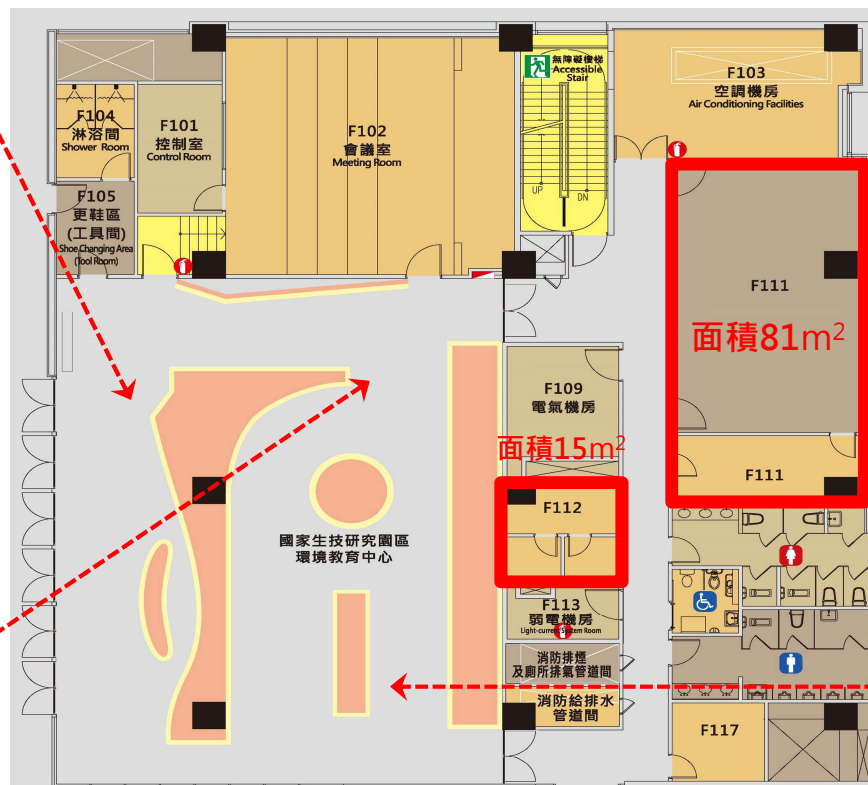 無障礙樓梯
Accessible
Stair
F103
空調機房
Air Conditioning Facilities
F104
淋浴間
Shower Room
F101
控制室
Control Room
F102
會議室
Meeting Room
UP
DN
F105
更鞋區
(工具間)
Shoe Changing Area
(Tool Room)
F111
面積81m²
F109
電氣機房
面積15m²
F111
F112
國家生技研究園區
環境教育中心
F113
弱電機房
Light-current System Room
消防排煙
及廁所排氣管道間
消防給排水
管道間
F117